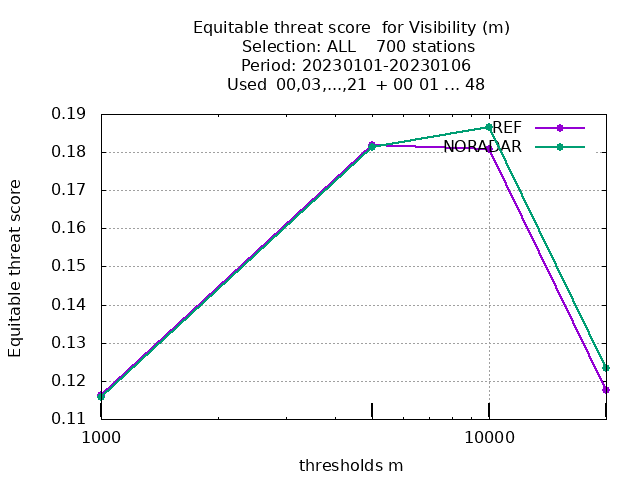 Equitable threat score  for Visibility (m)
Selection: ALL    700 stations
Period: 20230101-20230106
Used  00,03,...,21  + 00 01 ... 48
REF
NORADAR
0.19
0.18
0.17
0.16
0.15
0.14
0.13
0.12
0.11
Equitable threat score
1000
10000
thresholds m